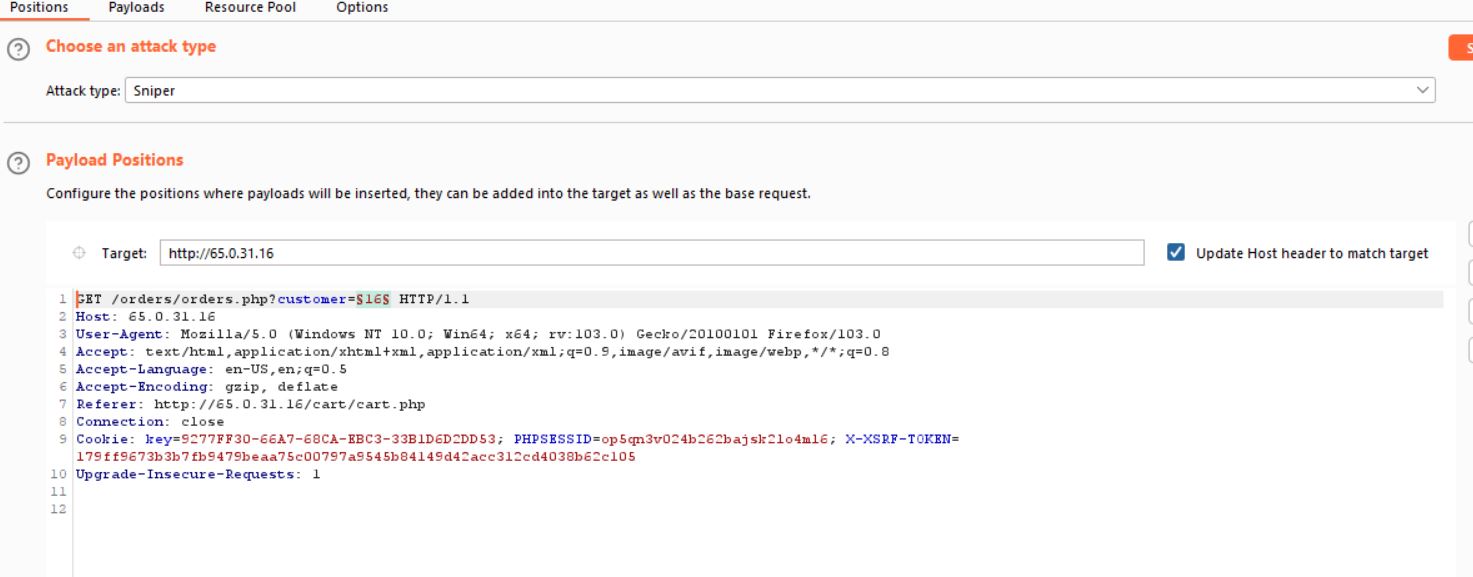 Positions Payloads Resource Pool Options
? Choose an attack type
S
Attack type: Sniper
? Payload Positions
Configure the positions where payloads will be inserted, they can be added into the target as well as the base request.
Target: http://65.0.31.16 Update Host header to match target
1 GET /orders/orders.php?customer=§16§ HTTP/1.1
2 Host: 65.0.31.16
3 User-Agent: Mozilla/5.0 (Windows NT 10.0; Win64; x64; rv:103.0) Gecko/20100101 Firefox/103.0
4 Accept: text/html,application/xhtml+xml,application/xml;q=0.9,image/avif,image/webp,*/*;q=0.8
5 Accept-Language: en-US,en;q=0.5
6 Accept-Encoding: gzip, deflate
7 Referer: http://65.0.31.16/cart/cart.php
8 Connection: close
9 Cookie: key=9277FF30-66A7-68CA-EBC3-33B1D6D2DD53; PHPSESSID=op5qn3v024b262bajsk21o4m16; X-XSRF-TOKEN=
179ff9673b3b7fb9479beaa75c00797a9545b84149d42acc312cd4038b62c105
10 Upgrade-Insecure-Requests: 1
11
12